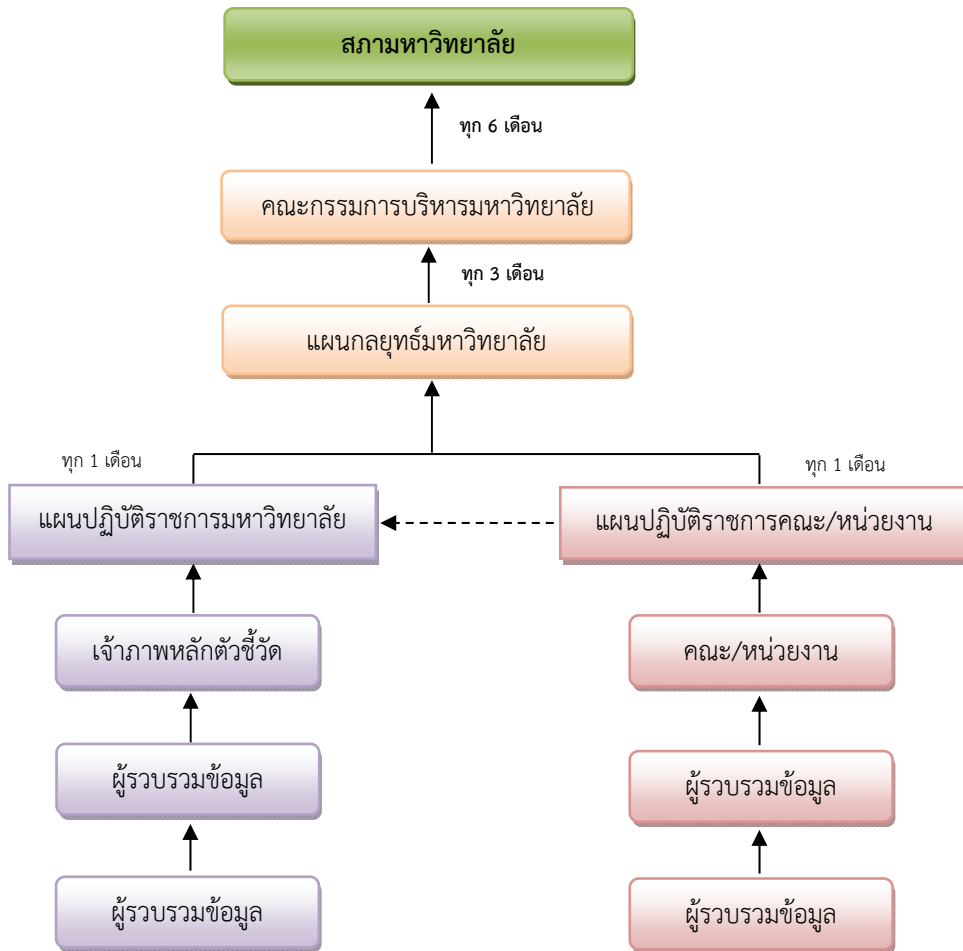 สภามหาวิทยาลัย
ทุก 6 เดือน
คณะกรรมการบริหารมหาวิทยาลัย
ทุก 3 เดือน
แผนกลยุทธ์มหาวิทยาลัย
ทุก 1 เดือน
ทุก 1 เดือน
แผนปฏิบัติราชการมหาวิทยาลัย
แผนปฏิบัติราชการคณะ/หน่วยงาน
เจ้าภาพหลักตัวชี้วัด
คณะ/หน่วยงาน
ผู้รวบรวมข้อมูล
ผู้รวบรวมข้อมูล
ผู้รวบรวมข้อมูล
ผู้รวบรวมข้อมูล